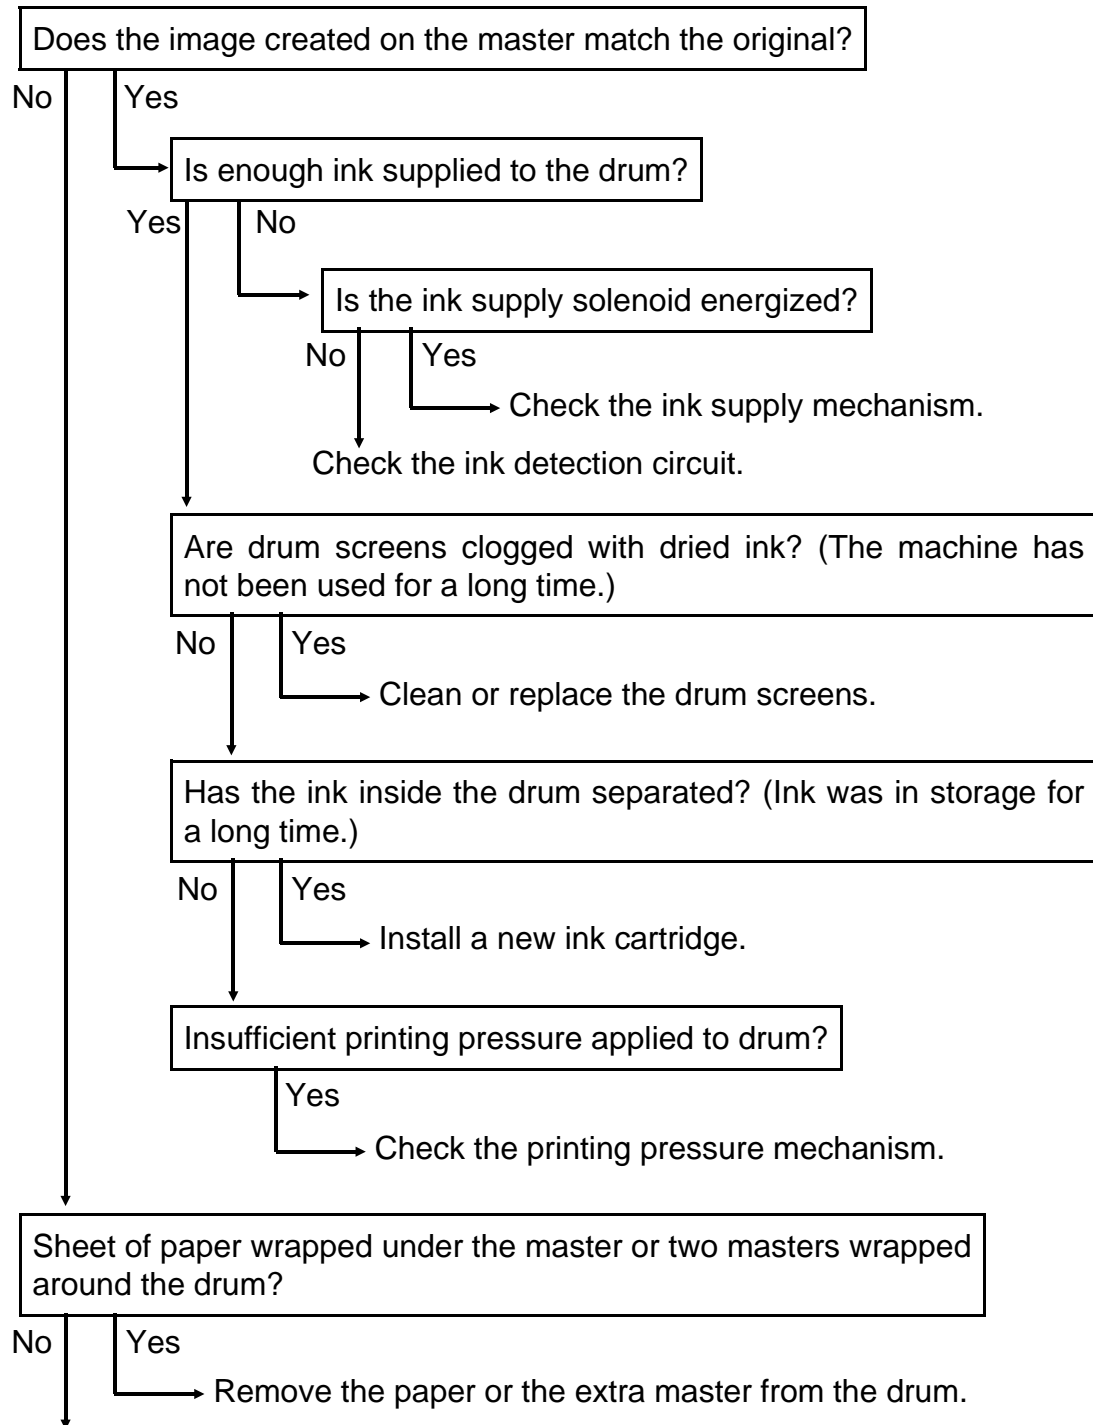 Does the image created on the master match the original?
No
Yes
Is enough ink supplied to the drum?
Yes
No
Is the ink supply solenoid energized?
No
Yes
Check the ink supply mechanism.
Check the ink detection circuit.
Are drum screens clogged with dried ink? (The machine has
not been used for a long time.)
No
Yes
Clean or replace the drum screens.
Has the ink inside the drum separated? (Ink was in storage for
a long time.)
No
Yes
Install a new ink cartridge.
Insufficient printing pressure applied to drum?
Yes
Check the printing pressure mechanism.
Sheet of paper wrapped under the master or two masters wrapped
around the drum?
No
Yes
Remove the paper or the extra master from the drum.